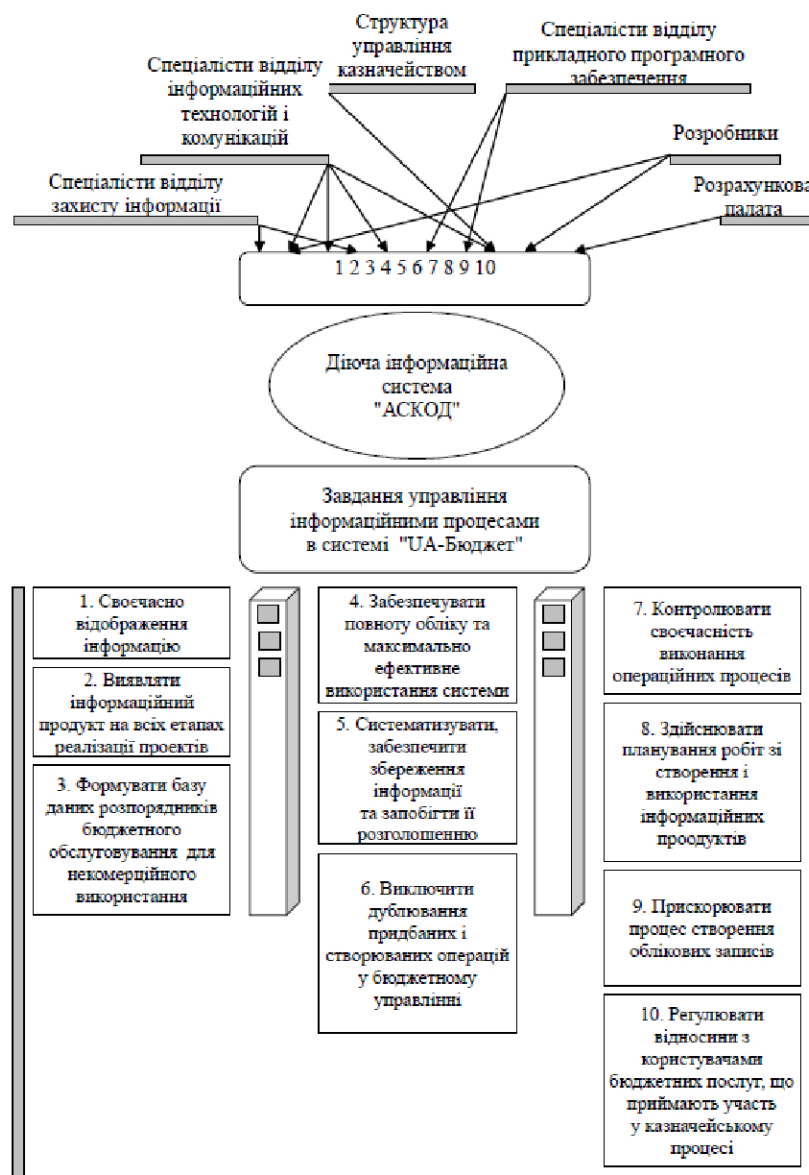 Структура
управління
казначейством
Спеціалісти відділу
прикладного програмного
забезпечення
Спеціалісти відділу
інформаційних
технологій і
комунікацій
Розробники
Спеціалісти відділу
захисту інформації
Розрахункова
палата
1 2 3 4 5 6 7 8 9 10
Діюча інформаційна
система
"АСКОД"
Завдання управління
інформаційними процесами
в системі "UA-Бюджет"
1. Своєчасно
відображення
інформацію
2. Виявляти
інформаційний
продукт на всіх етапах
реалізації проектів
3. Формувати базу
даних розпорядників
бюджетного
обслуговування для
некомерційного
використання
4. Забезпечувати
повноту обліку та
максимально
ефективне
використання системи
5. Систематизувати,
забезпечити
збереження
інформації
та запобігти її
розголошенню
6. Виключити
дублювання
придбаних і
створюваних операцій
у бюджетному
управлінні
7. Контролювати
своєчасність
виконання
операційних процесів
8. Здійснювати
планування робіт зі
створення і
використання
інформаційних
проодуктів
9. Прискорювати
процес створення
облікових записів
10. Регулювати
відносини з
користувачами
бюджетних послуг, що
приймають участь
у казначейському
процесі